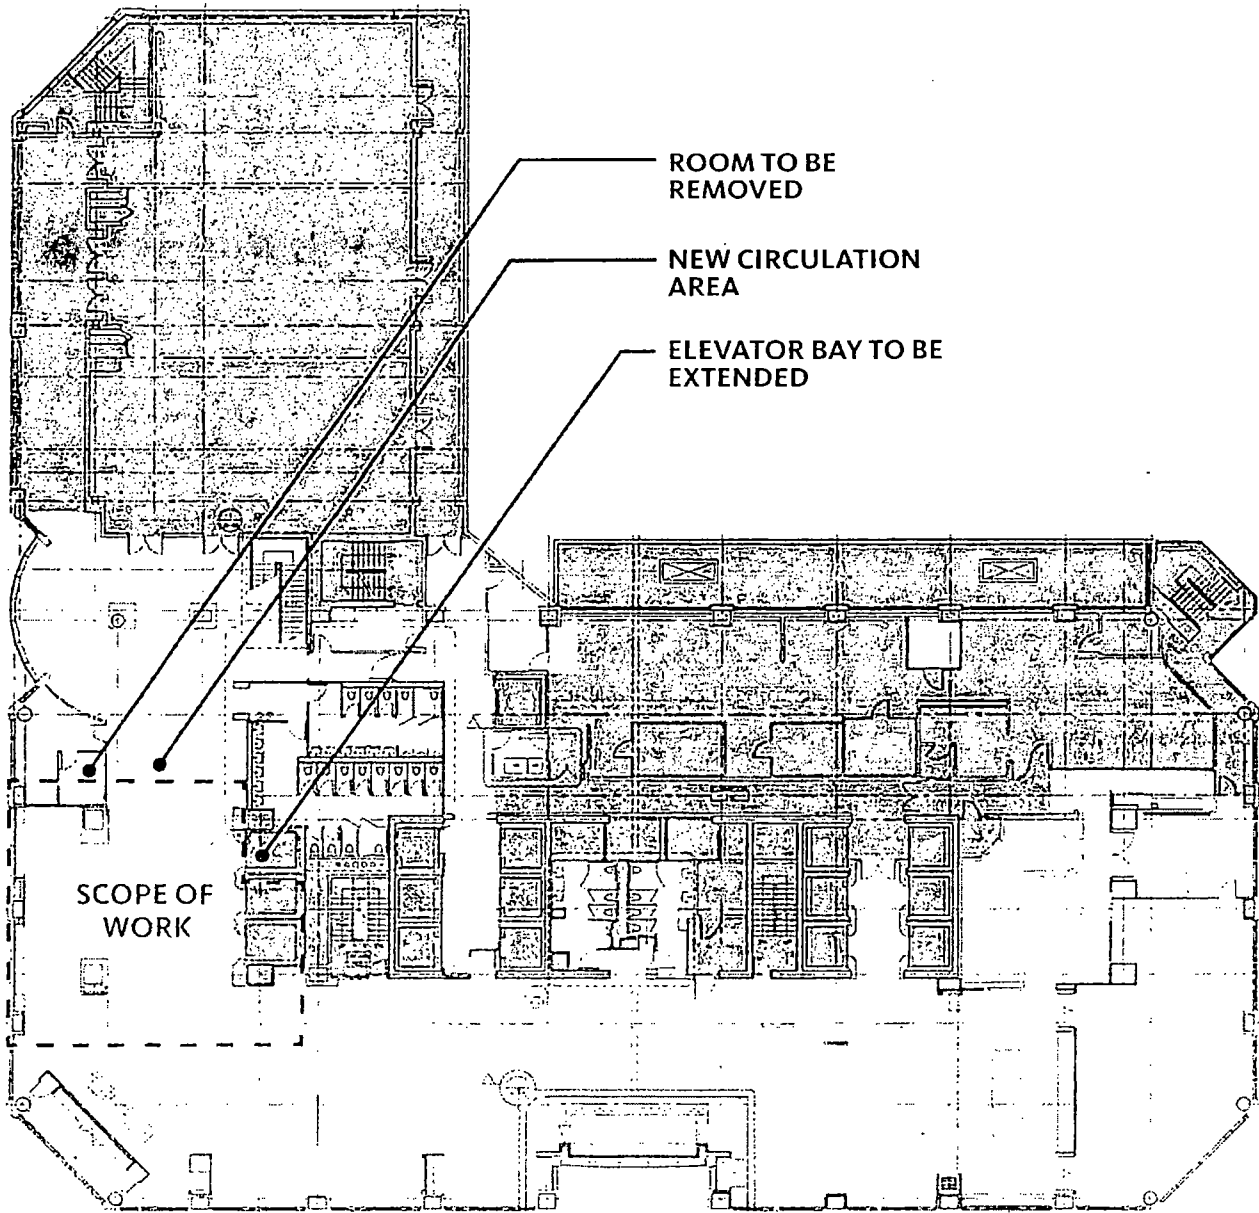 ROOM TO BE
REMOVED
NEW CIRCULATION
AREA
ELEVATOR BAY TO BE
EXTENDED
SCOPE OF
WORK